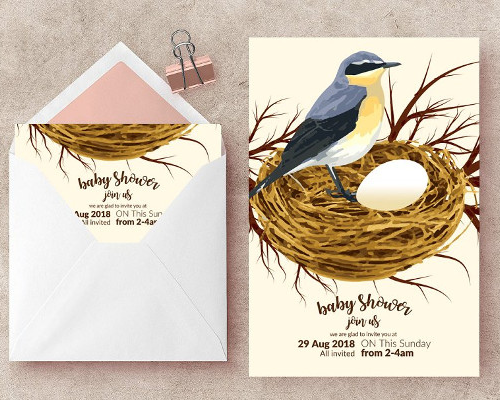 baby Shower
join us
we are glad to invite you at
Aug 2018 ON This Sun
All invited from 2-4a
baby Shower
join us
we are glad to invite you at
29 Aug 2018 ON This Sunday
All invited from 2-4am